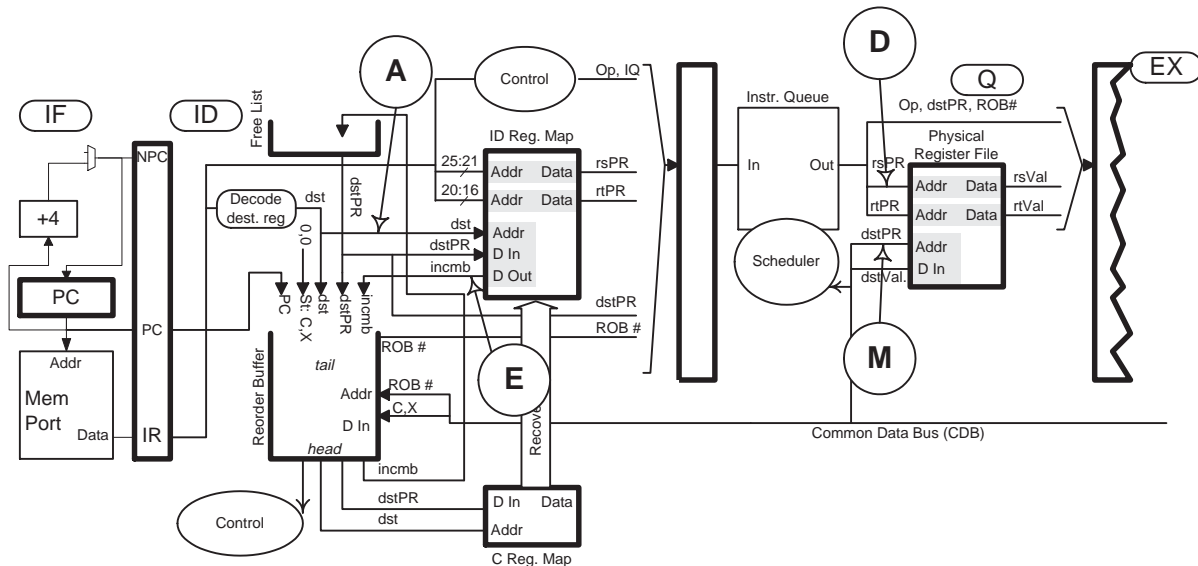 IF
NPC
+4
PC
PC
Addr
Mem
Port
Data
IR
ID
Decode
dest. reg
dst
0,0
Free List
dstPR
A
Control
Op, IQ
ID Reg. Map
25:21
Addr
Data
rsPR
20:16
Addr
Data
rtPR
dst
Addr
dstPR
D In
incmb
D Out
PC
St: C,X
dst
dstPR
incmb
dstPR
ROB #
ROB #
Reorder Buffer
tail
Addr
ROB #
D In
C,X
head
E
Recove
incmb
Control
dstPR
D In
Data
dst
Addr
C Reg. Map
Instr. Queue
In
Out
Scheduler
D
Q
Op, dstPR, ROB#
Physical
Register File
rsPR
Addr
Data
rsVal
rtPR
Addr
Data
rtVal
dstPR
Addr
dstVal.
D In
M
Common Data Bus (CDB)
EX